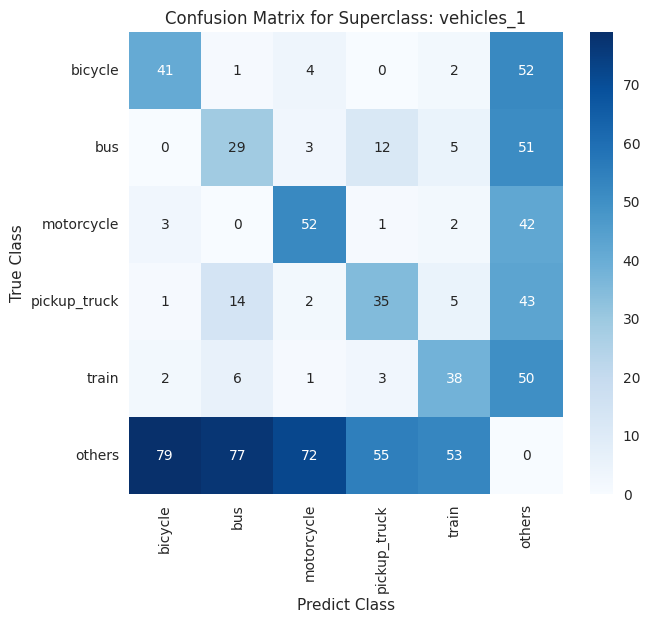 Confusion Matrix for Superclass: vehicles_1
True Class
bicycle 41 1 4 0 2 52
bus 0 29 3 12 5 51
motorcycle 3 0 52 1 2 42
pickup_truck 1 14 2 35 5 43
train 2 6 1 3 38 50
others 79 77 72 55 53 0
bicycle bus motorcycle pickup_truck train others
Predict Class
70
60
50
40
30
20
10
0